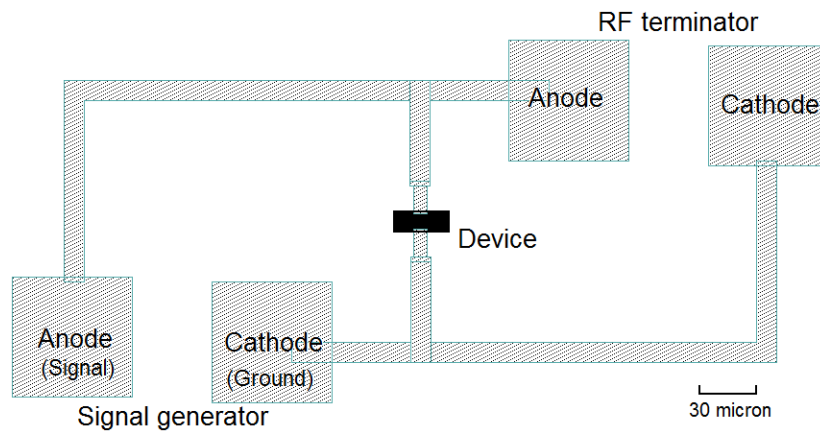 RF terminator
Anode
Cathode
Device
Anode
(Signal)
Cathode
(Ground)
Signal generator
30 micron